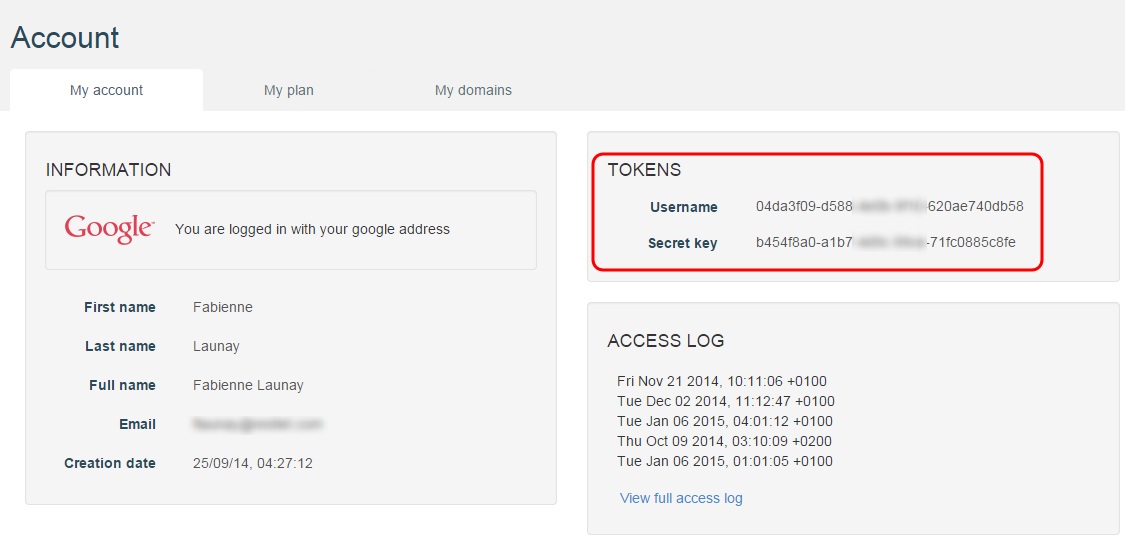 Account
My account
My plan
My domains
INFORMATION
Google
You are logged in with your google address
First name Fabienne
Last name Launay
Full name Fabienne Launay
Email
Creation date 25/09/14, 04:27:12
TOKENS
Username 04da3f09-d588 620ae740db58
Secret key b454f8a0-a1b7 -71fc0885c8fe
ACCESS LOG
Fri Nov 21 2014, 10:11:06 +0100
Tue Dec 02 2014, 11:12:47 +0100
Tue Jan 06 2015, 04:01:12 +0100
Thu Oct 09 2014, 03:10:09 +0200
Tue Jan 06 2015, 01:01:05 +0100
View full access log